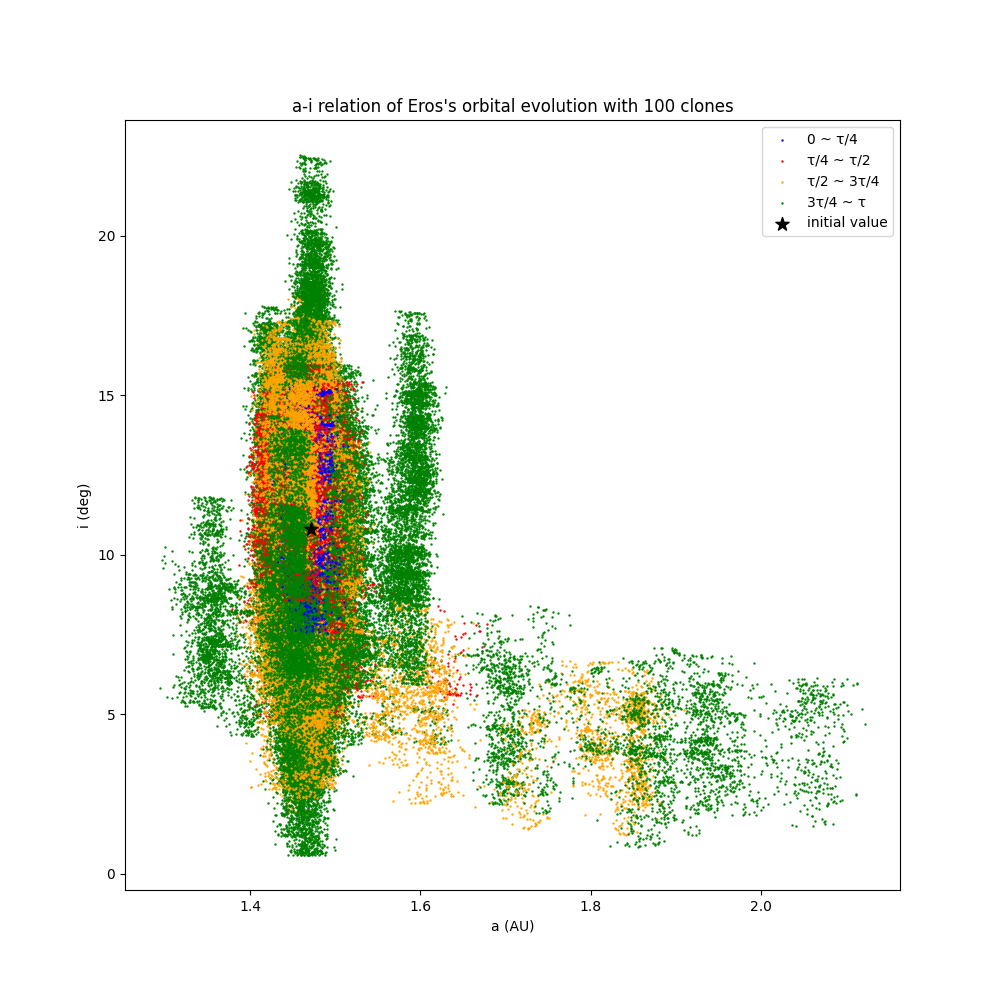 a-i relation of Eros's orbital evolution with 100 clones
0 ~ τ/4
τ/4 ~ τ/2
τ/2 ~ 3τ/4
3τ/4 ~ τ
initial value
20
15
10
5
0
i (deg)
1.4 1.6 1.8 2.0
a (AU)